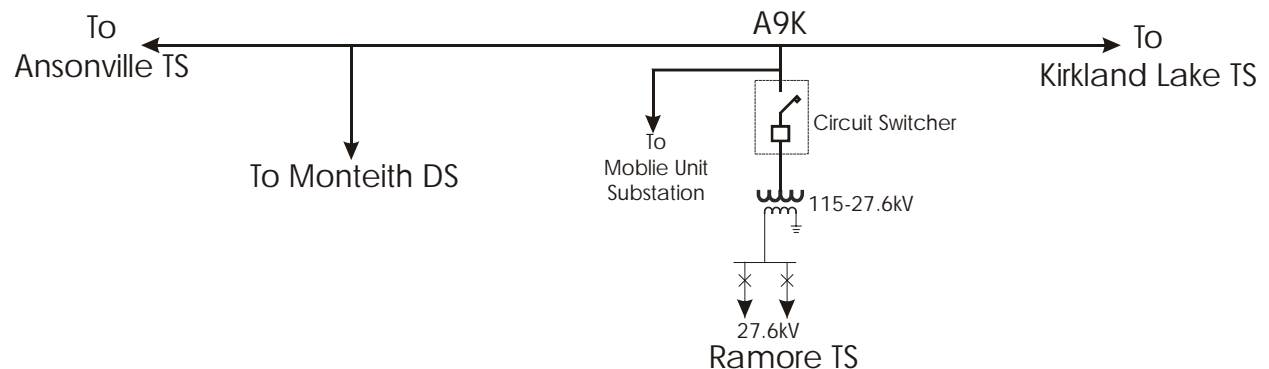 To
Ansonville TS
A9K
To
Kirkland Lake TS
To Monteith DS
To
Moblie Unit
Substation
Circuit Switcher
115-27.6kV
27.6kV
Ramore TS